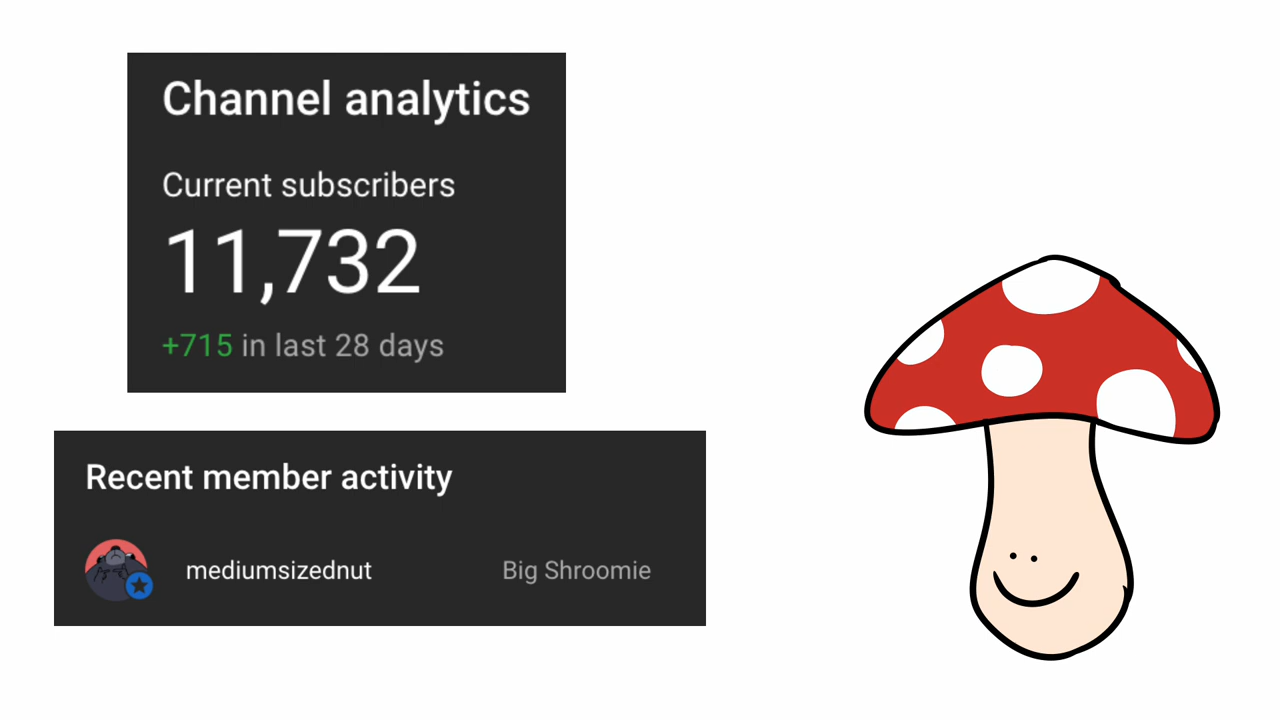 Channel analytics
Current subscribers
11,732
+715 in last 28 days
Recent member activity
mediumsizednut Big Shroomie